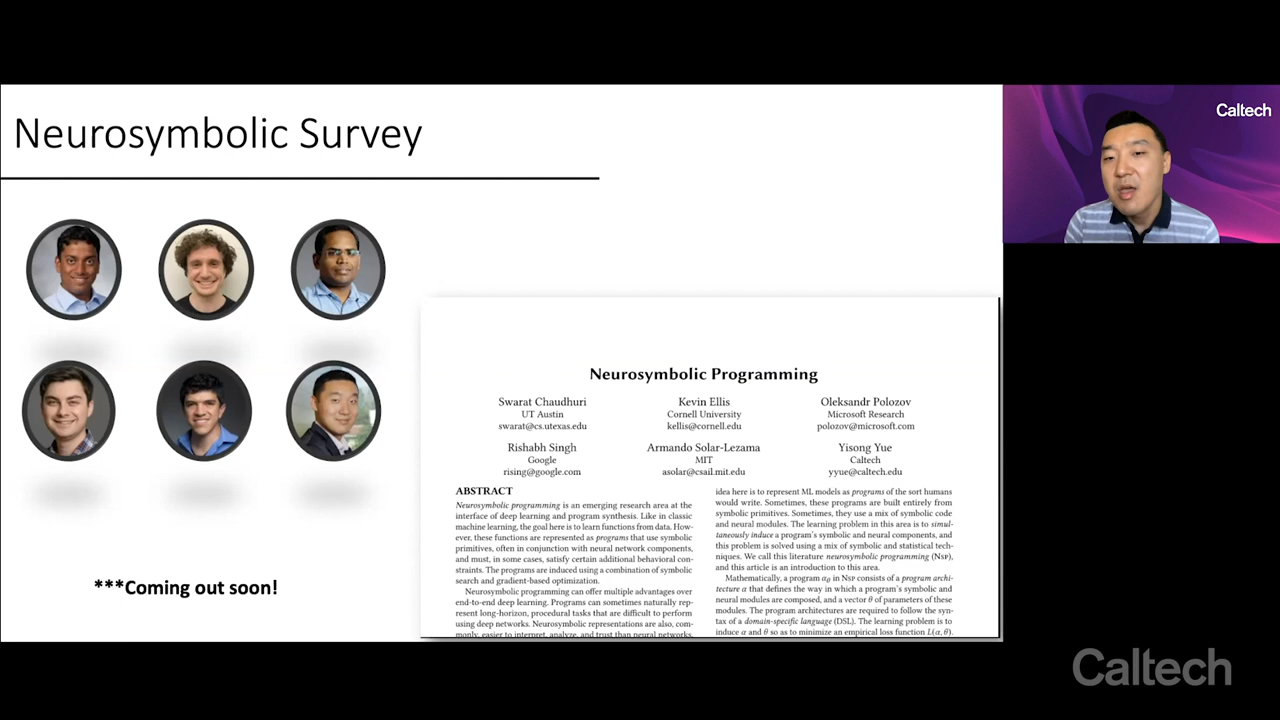 Neurosymbolic Survey
Caltech
Neurosymbolic Programming
Swarat Chaudhuri
UT Austin
swarat@cs.utexas.edu
Kevin Ellis
Cornell University
kellis@cornell.edu
Oleksandr Polozov
Microsoft Research
polozov@microsoft.com
Rishabh Singh
Google
rising@google.com
Armando Solar-Lezama
MIT
asolar@csail.mit.edu
Yisong Yue
Caltech
yyue@caltech.edu
ABSTRACT
Neurosymbolic programming is an emerging research area at the
interface of deep learning and program synthesis. Like in classic
machine learning, the goal here is to learn functions from data. How-
ever, these functions are represented as programs that use symbolic
primitives, often in conjunction with neural network components,
and must, in some cases, satisfy certain additional behavioral con-
straints. The programs are induced using a combination of symbolic
search and gradient-based optimization.
Neurosymbolic programming can offer multiple advantages over
end-to-end deep learning. Programs can sometimes naturally rep-
resent long-horizon, procedural tasks that are difficult to perform
using deep networks. Neurosymbolic representations are also, com-
monly, easier to interpret, analyze, and trust than neural networks.
idea here is to represent ML models as programs of the sort humans
would write. Sometimes, these programs are built entirely from
symbolic primitives. Sometimes, they use a mix of symbolic code
and neural modules. The learning problem in this area is to simul-
taneously induce a program's symbolic and neural components, and
this problem is solved using a mix of symbolic and statistical tech-
niques. We call this literature neurosymbolic programming (NSP),
and this article is an introduction to this area.
Mathematically, a program αθ in NSP consists of a program archi-
tecture α that defines the way in which a program's symbolic and
neural modules are composed, and a vector θ of parameters of these
modules. The program architectures are required to follow the syn-
tax of a domain-specific language (DSL). The learning problem is to
induce α and θ so as to minimize an empirical loss function L(α, θ).
***Coming out soon!
Caltech